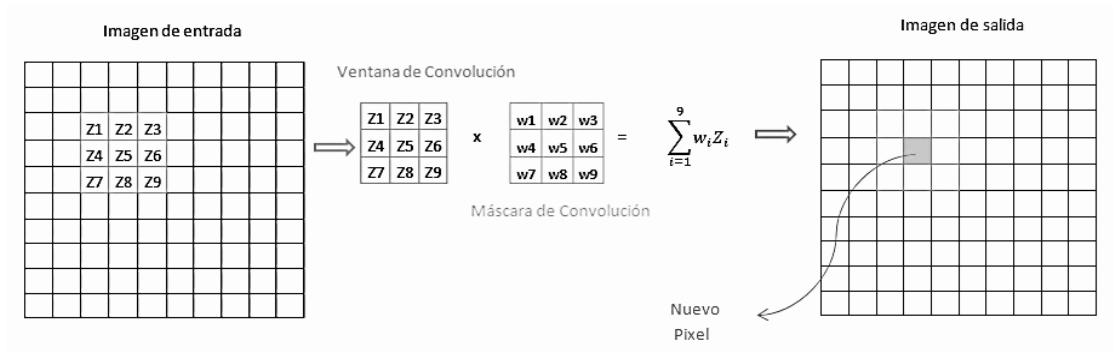 Imagen de entrada
Imagen de salida
Ventana de Convolución
Z1 Z2 Z3
Z4 Z5 Z6
Z7 Z8 Z9
Z1 Z2 Z3
Z4 Z5 Z6
Z7 Z8 Z9
x
w1 w2 w3
w4 w5 w6
w7 w8 w9
=
9
∑ wᵢZᵢ
i=1
Máscara de Convolución
Nuevo
Pixel